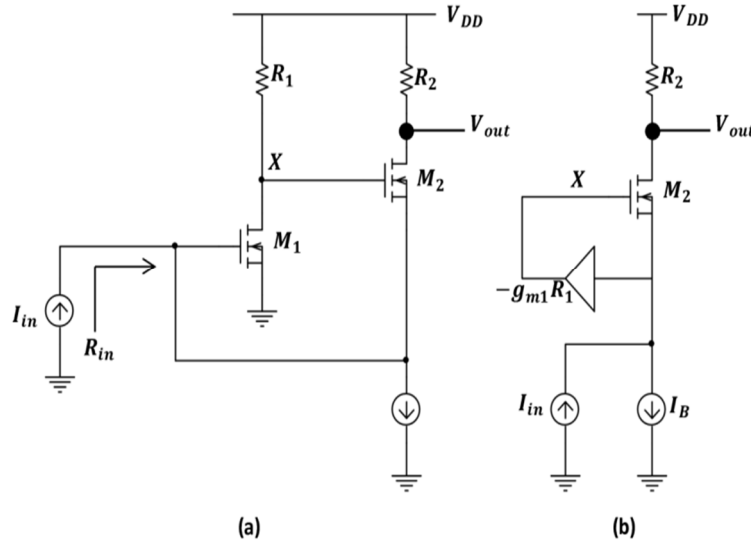 V_DD V_DD
R_1 R_2 R_2
V_out V_out
X M_2 X M_2
M_1
-g_m1 R_1
I_in R_in I_in I_B
(a) (b)